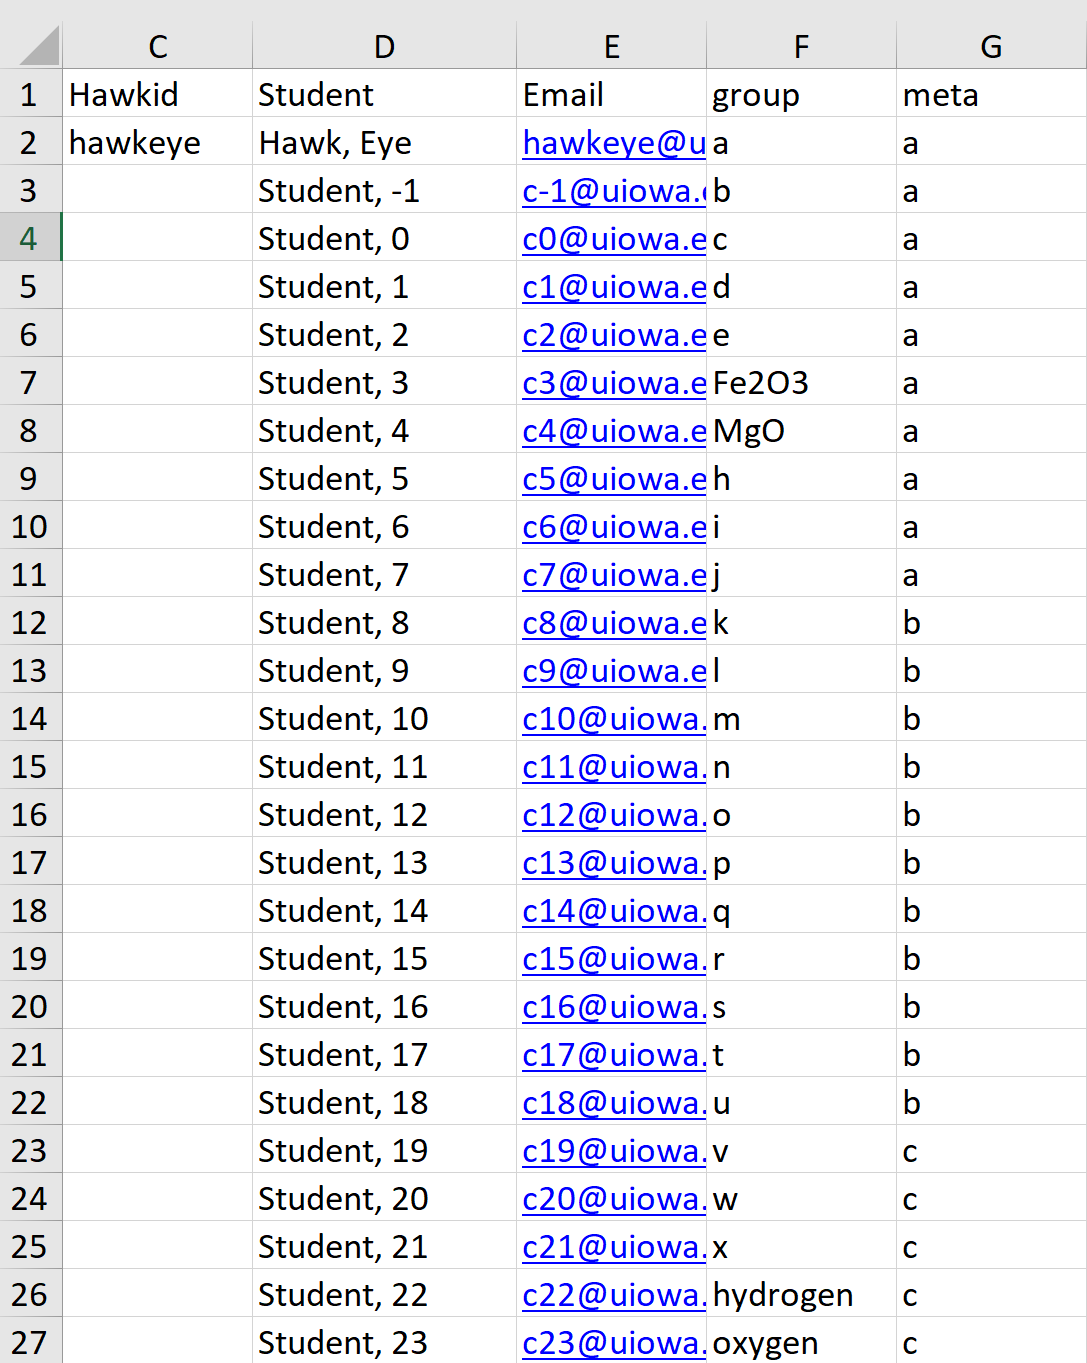 C D E F G
1 Hawkid Student Email group meta
2 hawkeye Hawk, Eye hawkeye@u a a
3 Student, -1 c-1@uiowa. b a
4 Student, 0 c0@uiowa.e c a
5 Student, 1 c1@uiowa.e d a
6 Student, 2 c2@uiowa.e e a
7 Student, 3 c3@uiowa.e Fe2O3 a
8 Student, 4 c4@uiowa.e MgO a
9 Student, 5 c5@uiowa.e h a
10 Student, 6 c6@uiowa.e i a
11 Student, 7 c7@uiowa.e j a
12 Student, 8 c8@uiowa.e k b
13 Student, 9 c9@uiowa.e l b
14 Student, 10 c10@uiowa. m b
15 Student, 11 c11@uiowa. n b
16 Student, 12 c12@uiowa. o b
17 Student, 13 c13@uiowa. p b
18 Student, 14 c14@uiowa. q b
19 Student, 15 c15@uiowa. r b
20 Student, 16 c16@uiowa. s b
21 Student, 17 c17@uiowa. t b
22 Student, 18 c18@uiowa. u b
23 Student, 19 c19@uiowa. v c
24 Student, 20 c20@uiowa. w c
25 Student, 21 c21@uiowa. x c
26 Student, 22 c22@uiowa. hydrogen c
27 Student, 23 c23@uiowa. oxygen c